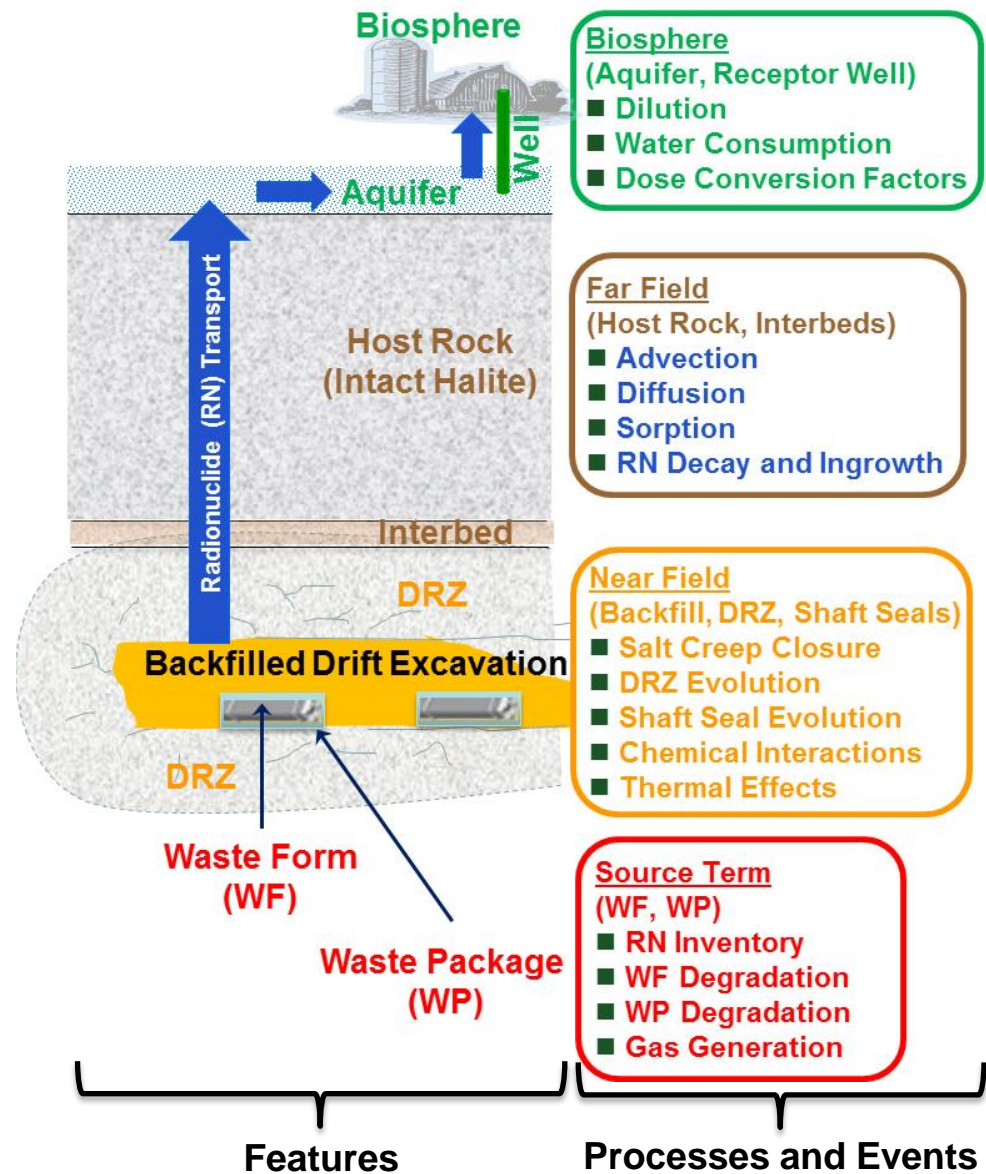 Biosphere
Well
Aquifer
Radionuclide (RN) Transport
Host Rock
(Intact Halite)
Interbed
DRZ
Backfilled Drift Excavation
DRZ
Waste Form
(WF)
Waste Package
(WP)
Features
Biosphere
(Aquifer, Receptor Well)
■ Dilution
■ Water Consumption
■ Dose Conversion Factors
Far Field
(Host Rock, Interbeds)
■ Advection
■ Diffusion
■ Sorption
■ RN Decay and Ingrowth
Near Field
(Backfill, DRZ, Shaft Seals)
■ Salt Creep Closure
■ DRZ Evolution
■ Shaft Seal Evolution
■ Chemical Interactions
■ Thermal Effects
Source Term
(WF, WP)
■ RN Inventory
■ WF Degradation
■ WP Degradation
■ Gas Generation
Processes and Events